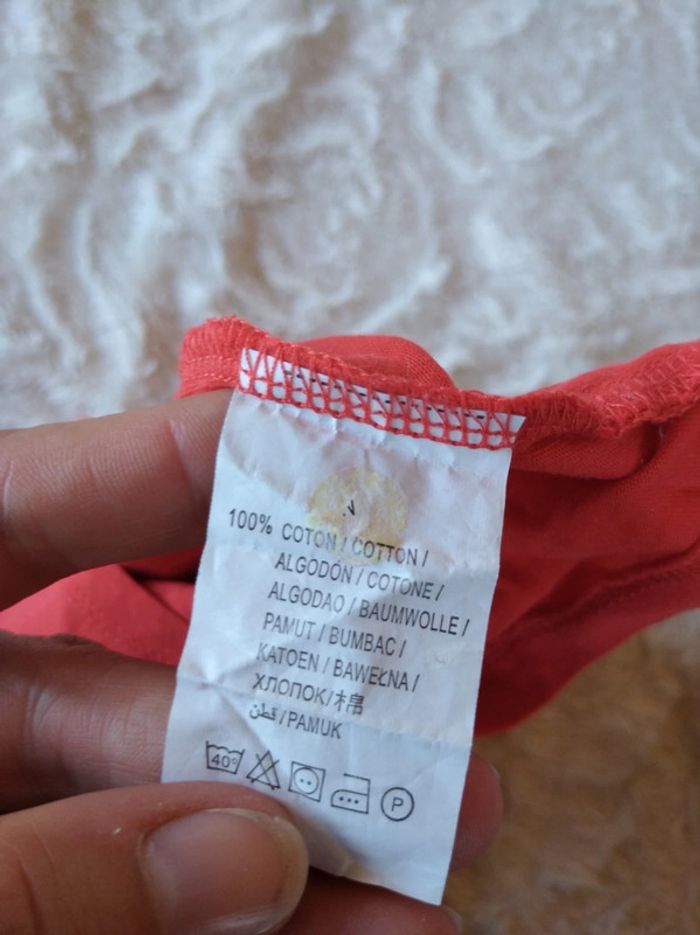 100% COTON / COTTON /
ALGODÓN / COTONE /
ALGODAO / BAUMWOLLE /
PAMUT / BUMBAC /
KATOEN / BAWEŁNA /
ХЛОПОК/棉
قطن / PAMUK
40° P